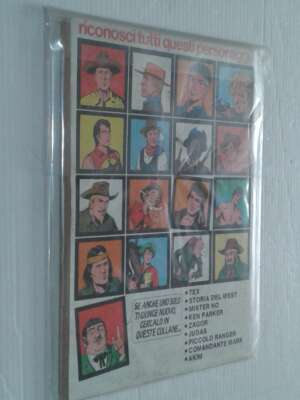 riconosci tutti questi personaggi
SE ANCHE UNO SOLO
TI GIUNGE NUOVO,
CERCALO IN
QUESTE COLLANE...
• TEX
• STORIA DEL WEST
• MISTER NO
• KEN PARKER
• ZAGOR
• JUDAS
• PICCOLO RANGER
• COMANDANTE MARK
• AKIM